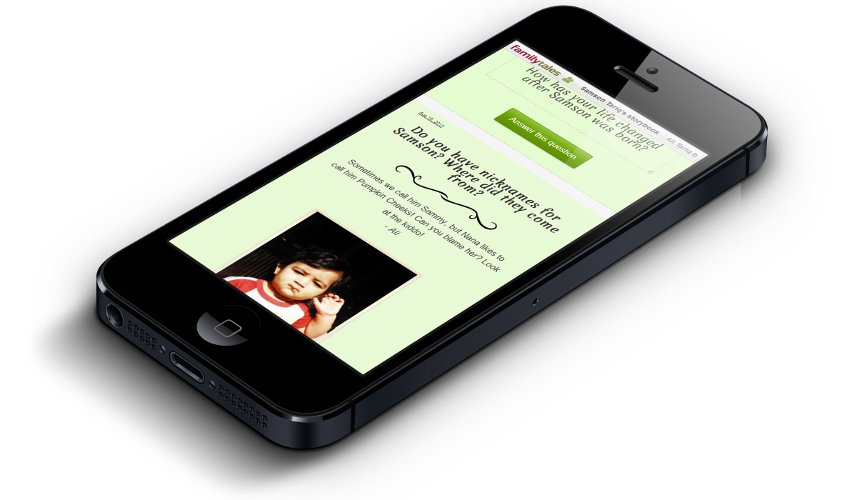 familytales
Samson Tariq's storybook
Ali Tariq
How has your life changed
after Samson was born?
Answer this question
Do you have nicknames for
Samson? Where did they come
from?
Sometimes we call him Sammy, but Nana likes to
call him Pumpkin Cheeks! Can you blame her? Look
at the kiddo!
- Ali